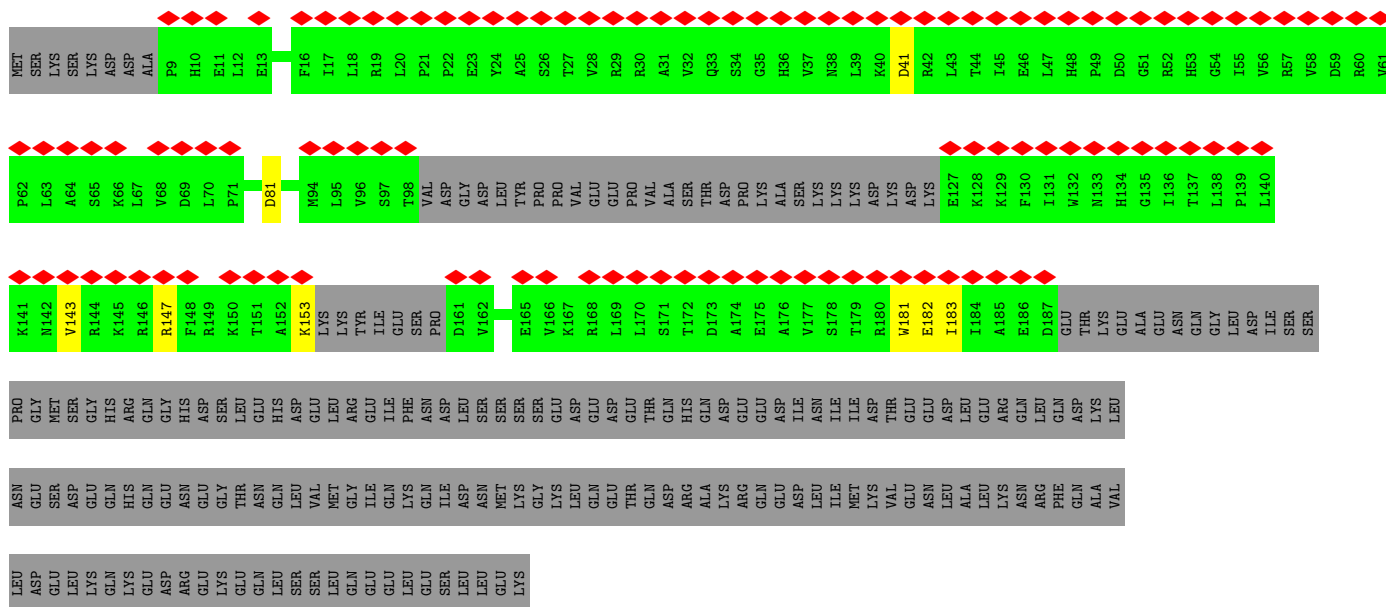 MET SER LYS SER LYS ASP ASP ALA P9 H10 E11 L12 E13 F16 I17 L18 R19 L20 P21 P22 E23 Y24 A25 S26 T27 V28 R29 R30 A31 V32 Q33 S34 G35 H36 V37 N38 L39 K40 D41 R42 L43 T44 I45 E46 L47 H48 P49 D50 G51 R52 H53 G54 I55 V56 R57 V58 D59 R60 V61
P62 L63 A64 S65 K66 L67 V68 D69 L70 P71 D81 M94 L95 V96 S97 T98 VAL ASP GLY ASP LEU TYR PRO PRO VAL GLU GLU PRO VAL ALA SER THR ASP PRO LYS ALA SER LYS LYS LYS ASP LYS ASP LYS E127 K128 K129 F130 I131 W132 N133 H134 G135 I136 T137 L138 P139 L140
K141 N142 V143 R144 K145 R146 R147 F148 R149 K150 T151 A152 K153 LYS LYS TYR ILE GLU SER PRO D161 V162 E165 V166 K167 R168 L169 L170 S171 T172 D173 A174 E175 A176 V177 S178 T179 R180 W181 E182 I183 I184 A185 E186 D187 GLU THR LYS GLU ALA GLU ASN GLN GLY LEU ASP ILE SER SER
PRO GLY MET SER GLY HIS ARG GLN GLY HIS ASP SER LEU GLU HIS ASP GLU LEU ARG GLU ILE PHE ASN ASP LEU SER SER SER SER GLU ASP GLU ASP GLU THR GLN HIS GLN ASP GLU GLU ASP ILE ASN ILE ILE ASP THR GLU GLU ASP LEU GLU ARG GLN LEU GLN ASP LYS LEU
ASN GLU SER ASP GLU GLN HIS GLN GLU ASN GLU GLY THR ASN GLN LEU VAL MET GLY ILE GLN LYS GLN ILE ASP ASN MET LYS GLY LYS LEU GLN GLU THR GLN ASP ARG ALA LYS ARG GLN GLU ASP LEU ILE MET LYS VAL GLU ASN LEU ALA LEU LYS ASN ARG PHE GLN ALA VAL
LEU ASP GLU LEU LYS GLN LYS GLU ASP ARG GLU LYS GLU GLN LEU SER SER LEU GLN GLU GLU LEU GLU SER LEU LEU GLU LYS